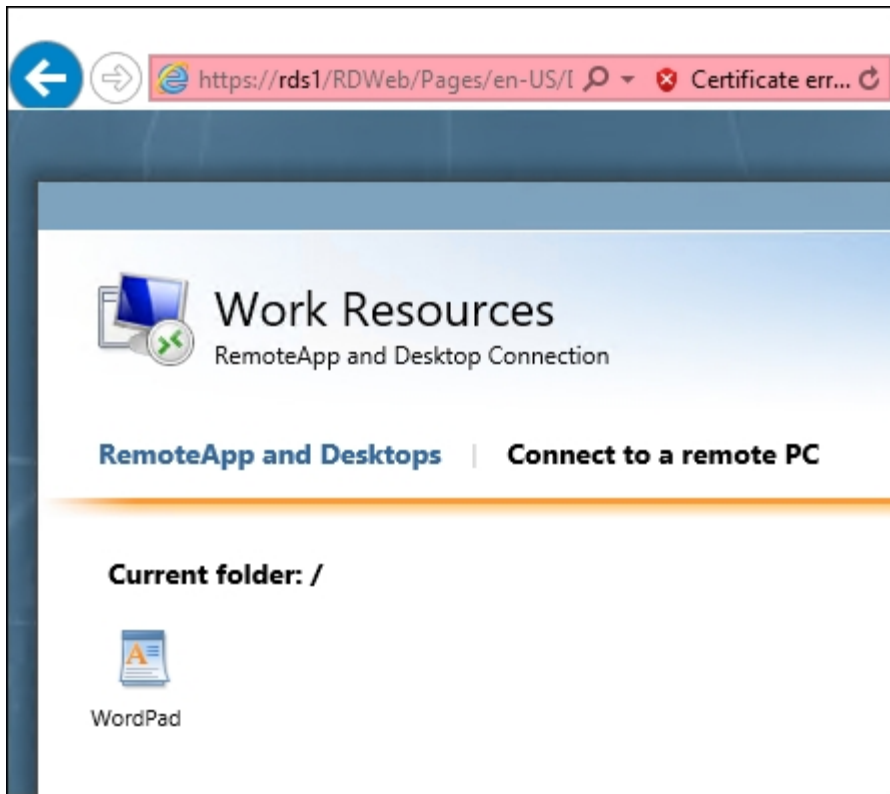 https://rds1/RDWeb/Pages/en-US/ Certificate err...
Work Resources
RemoteApp and Desktop Connection
RemoteApp and Desktops | Connect to a remote PC
Current folder: /
A
WordPad